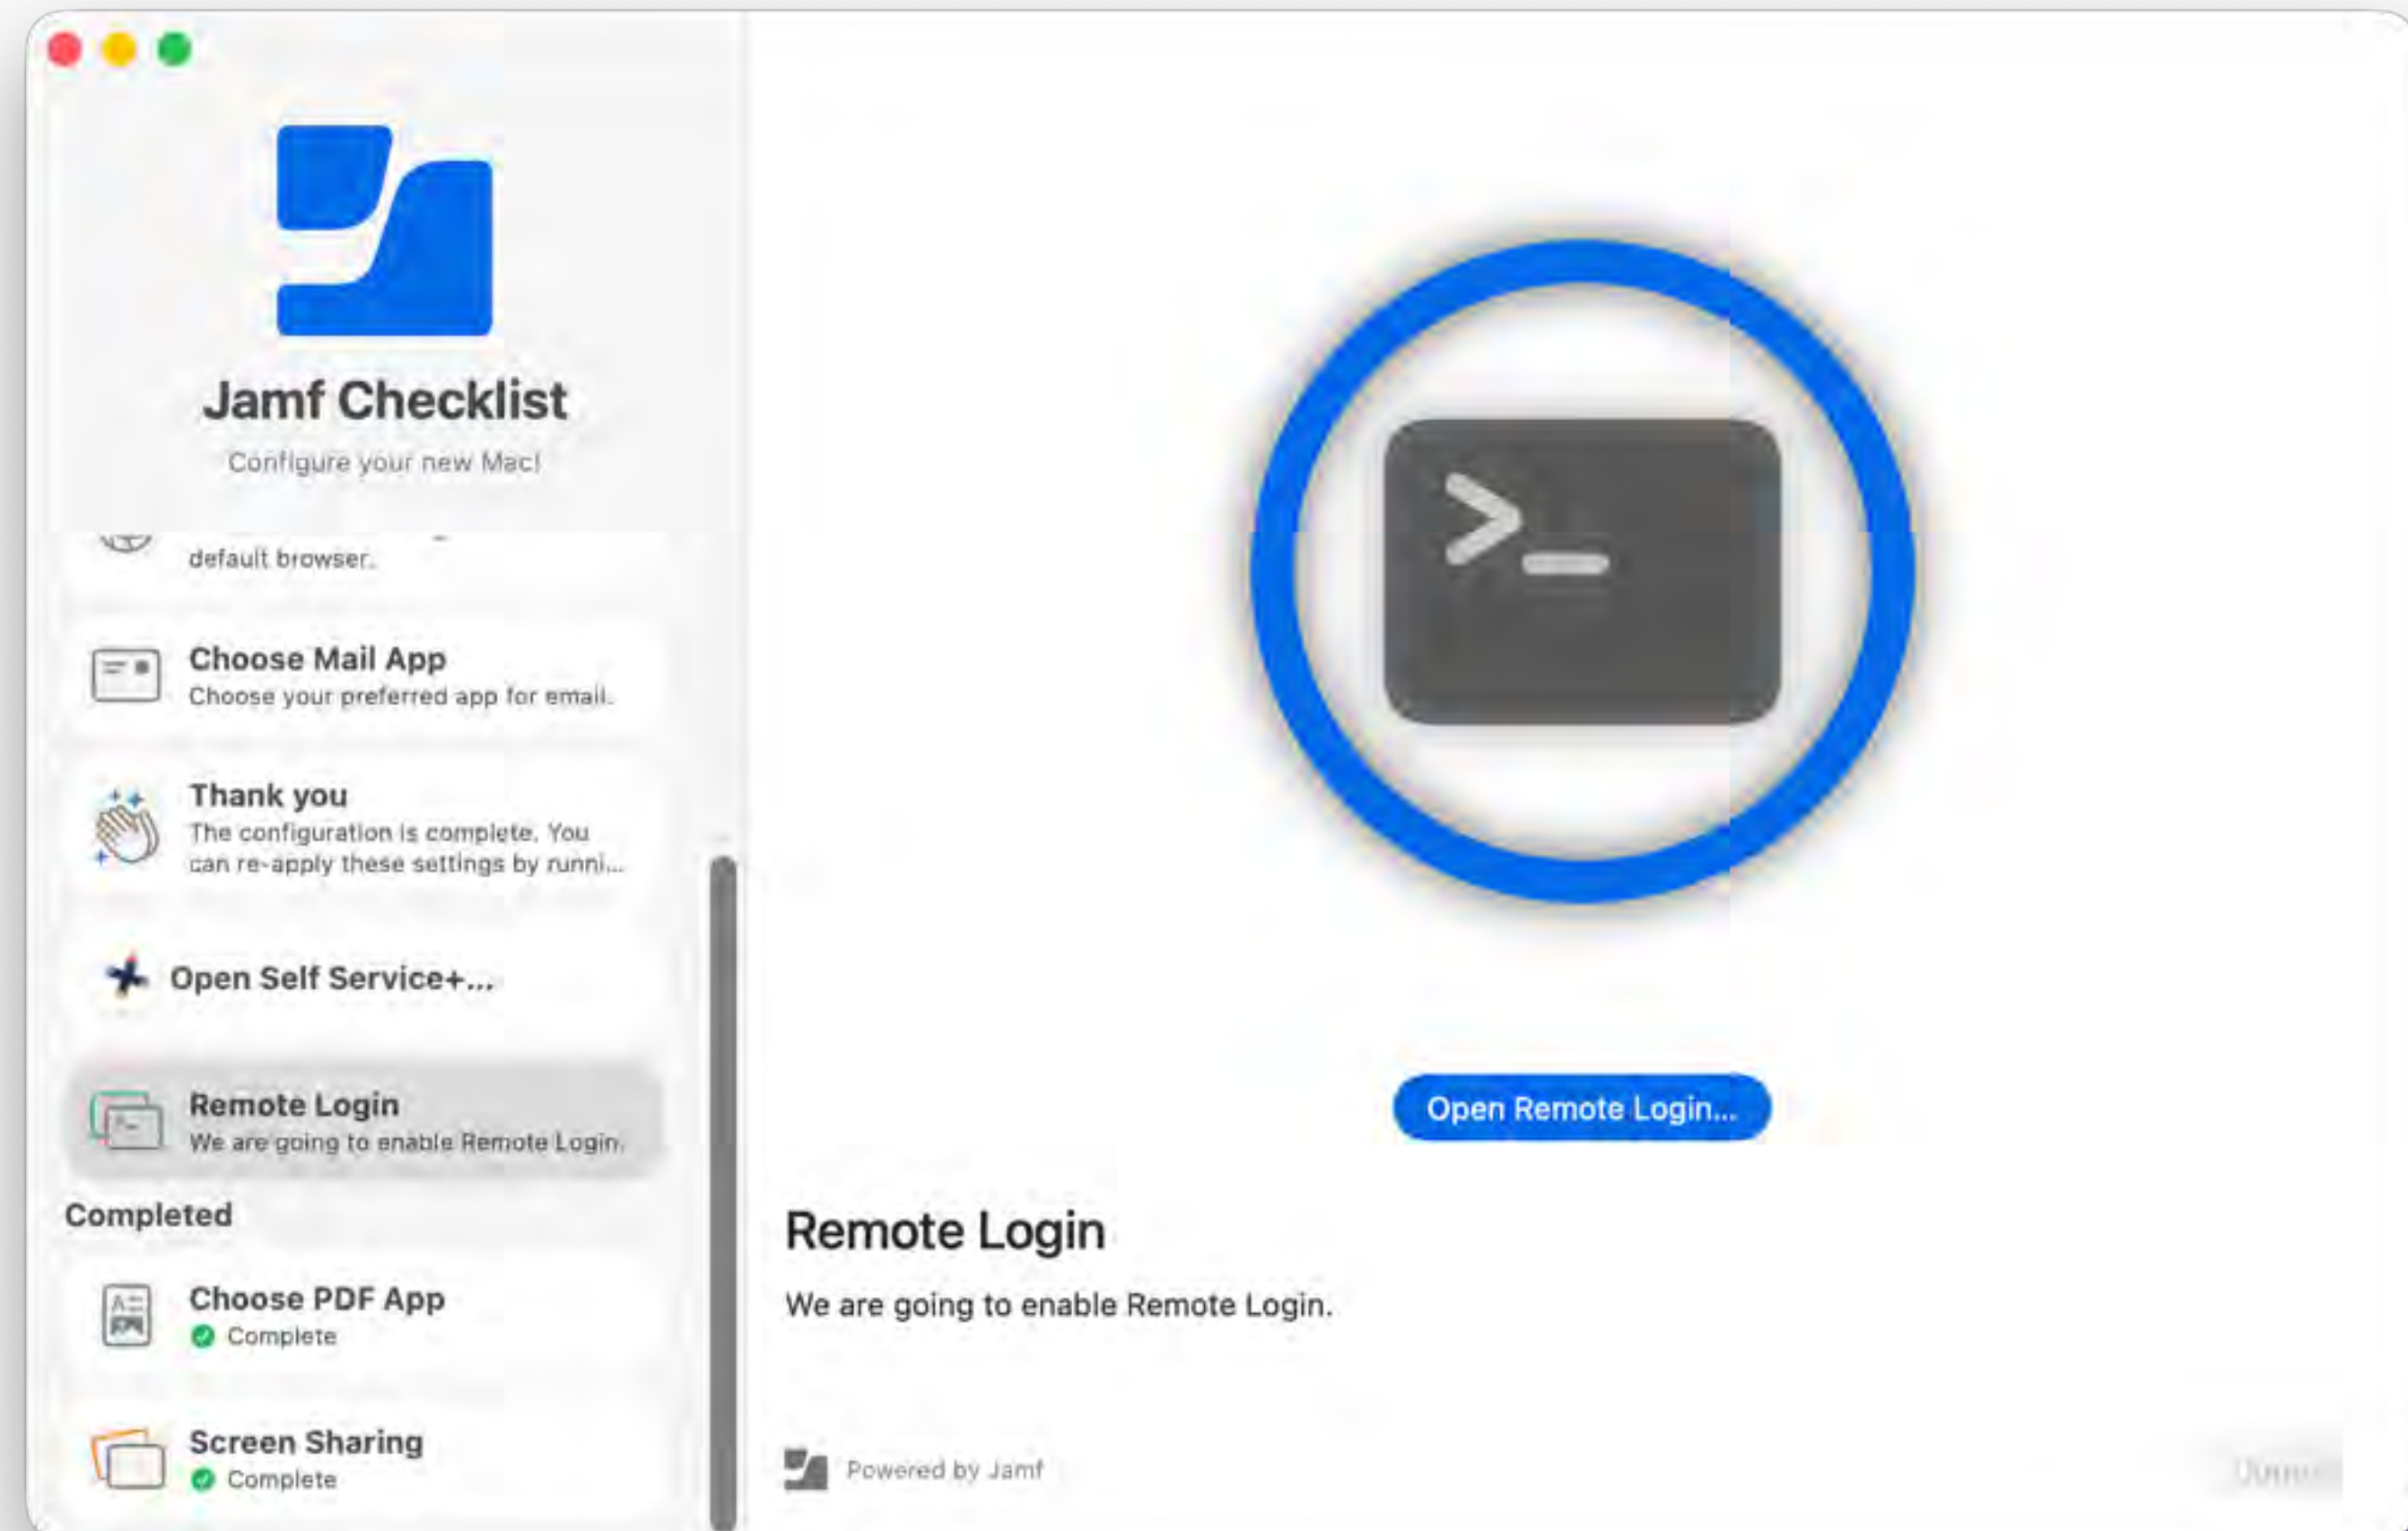 Jamf Checklist
Configure your new Mac!
default browser.
Choose Mail App
Choose your preferred app for email.
Thank you
The configuration is complete. You
can re-apply these settings by runni...
Open Self Service+...
Remote Login
We are going to enable Remote Login.
Completed
Choose PDF App
Complete
Screen Sharing
Complete
>_
Open Remote Login...
Remote Login
We are going to enable Remote Login.
Powered by Jamf